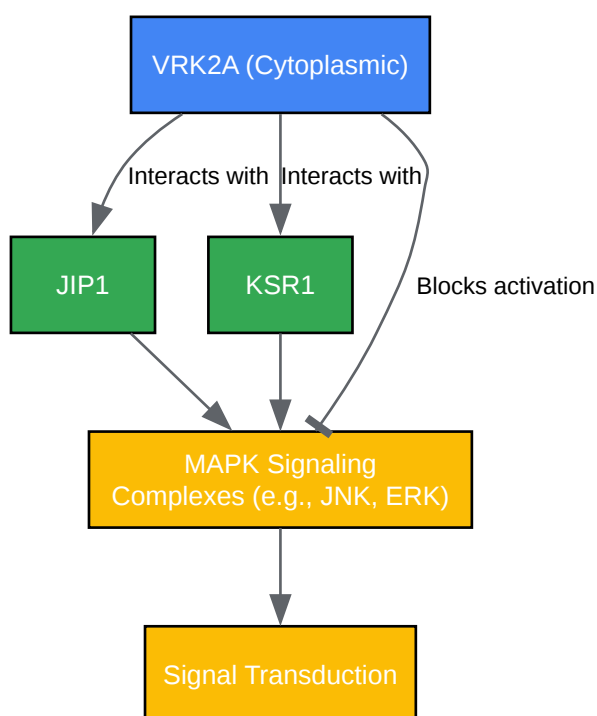 VRK2A (Cytoplasmic)
Interacts with
Interacts with
JIP1
KSR1
Blocks activation
MAPK Signaling
Complexes (e.g., JNK, ERK)
Signal Transduction